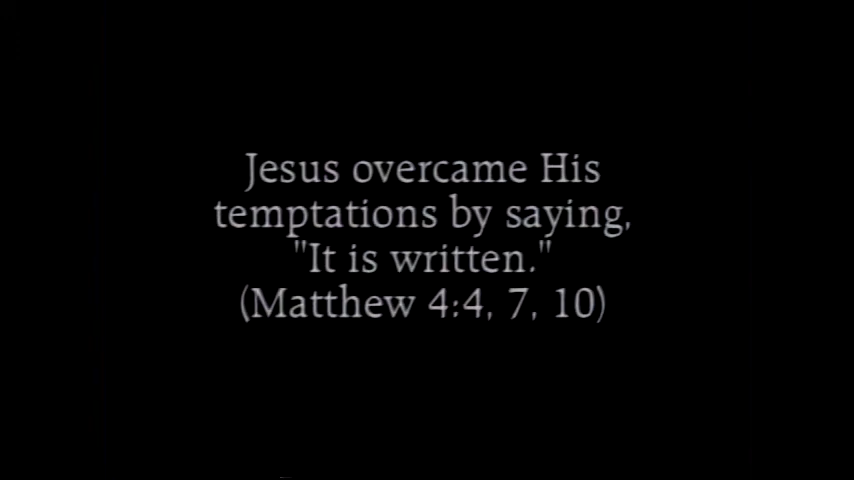 Jesus overcame His
temptations by saying,
"It is written."
(Matthew 4:4, 7, 10)